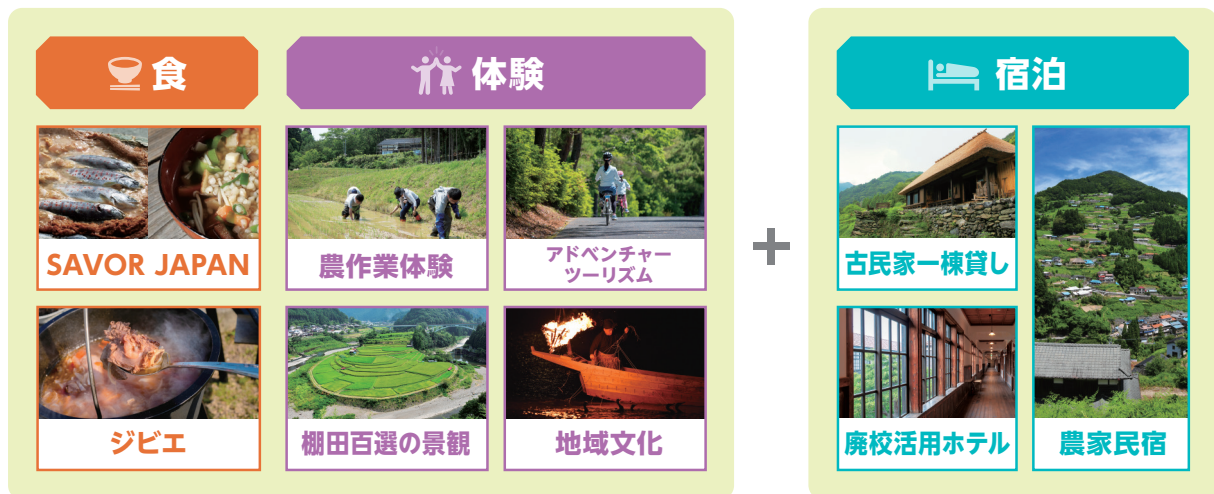 食
体験
SAVOR JAPAN
農作業体験
アドベンチャー
ツーリズム
ジビエ
棚田百選の景観
地域文化
+
宿泊
古民家一棟貸し
廃校活用ホテル
農家民宿